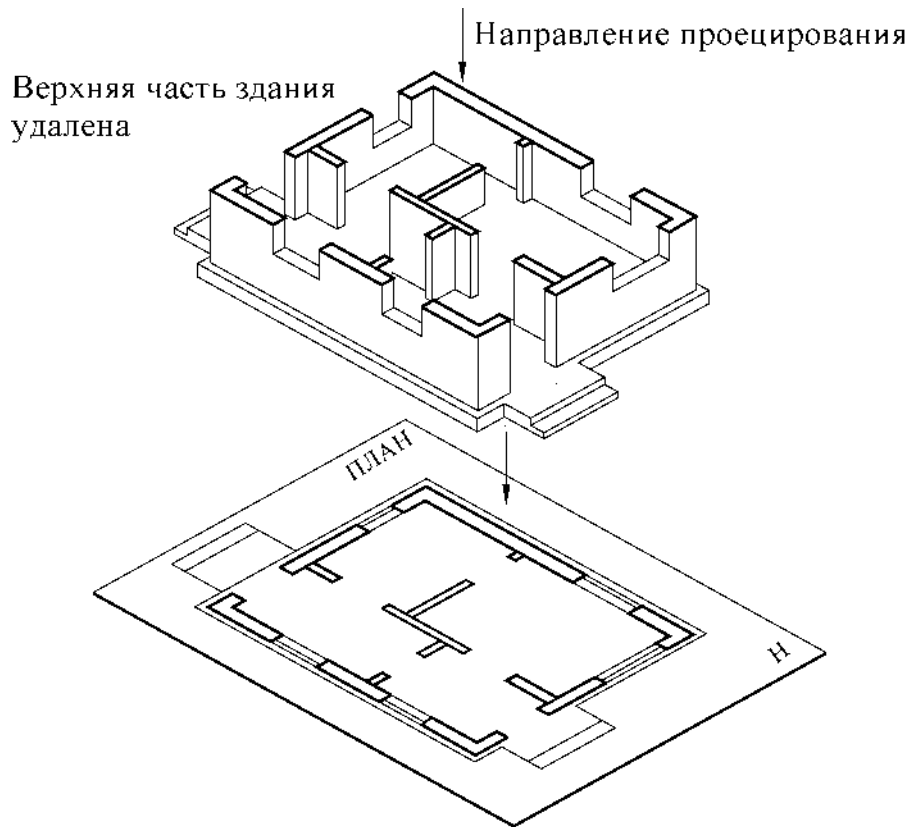 Направление проецирования
Верхняя часть здания
удалена
ПЛАН
Н